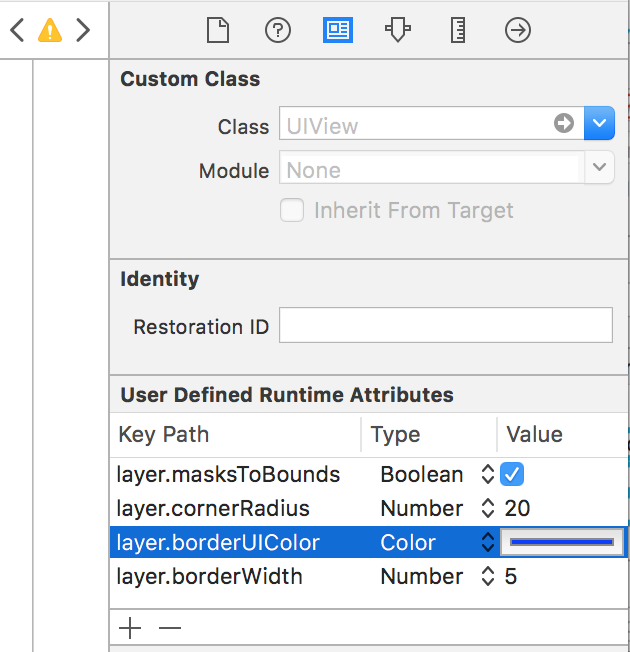 Custom Class
Class UIView
Module None
Inherit From Target
Identity
Restoration ID
User Defined Runtime Attributes
Key Path Type Value
layer.masksToBounds Boolean
layer.cornerRadius Number 20
layer.borderUIColor Color
layer.borderWidth Number 5